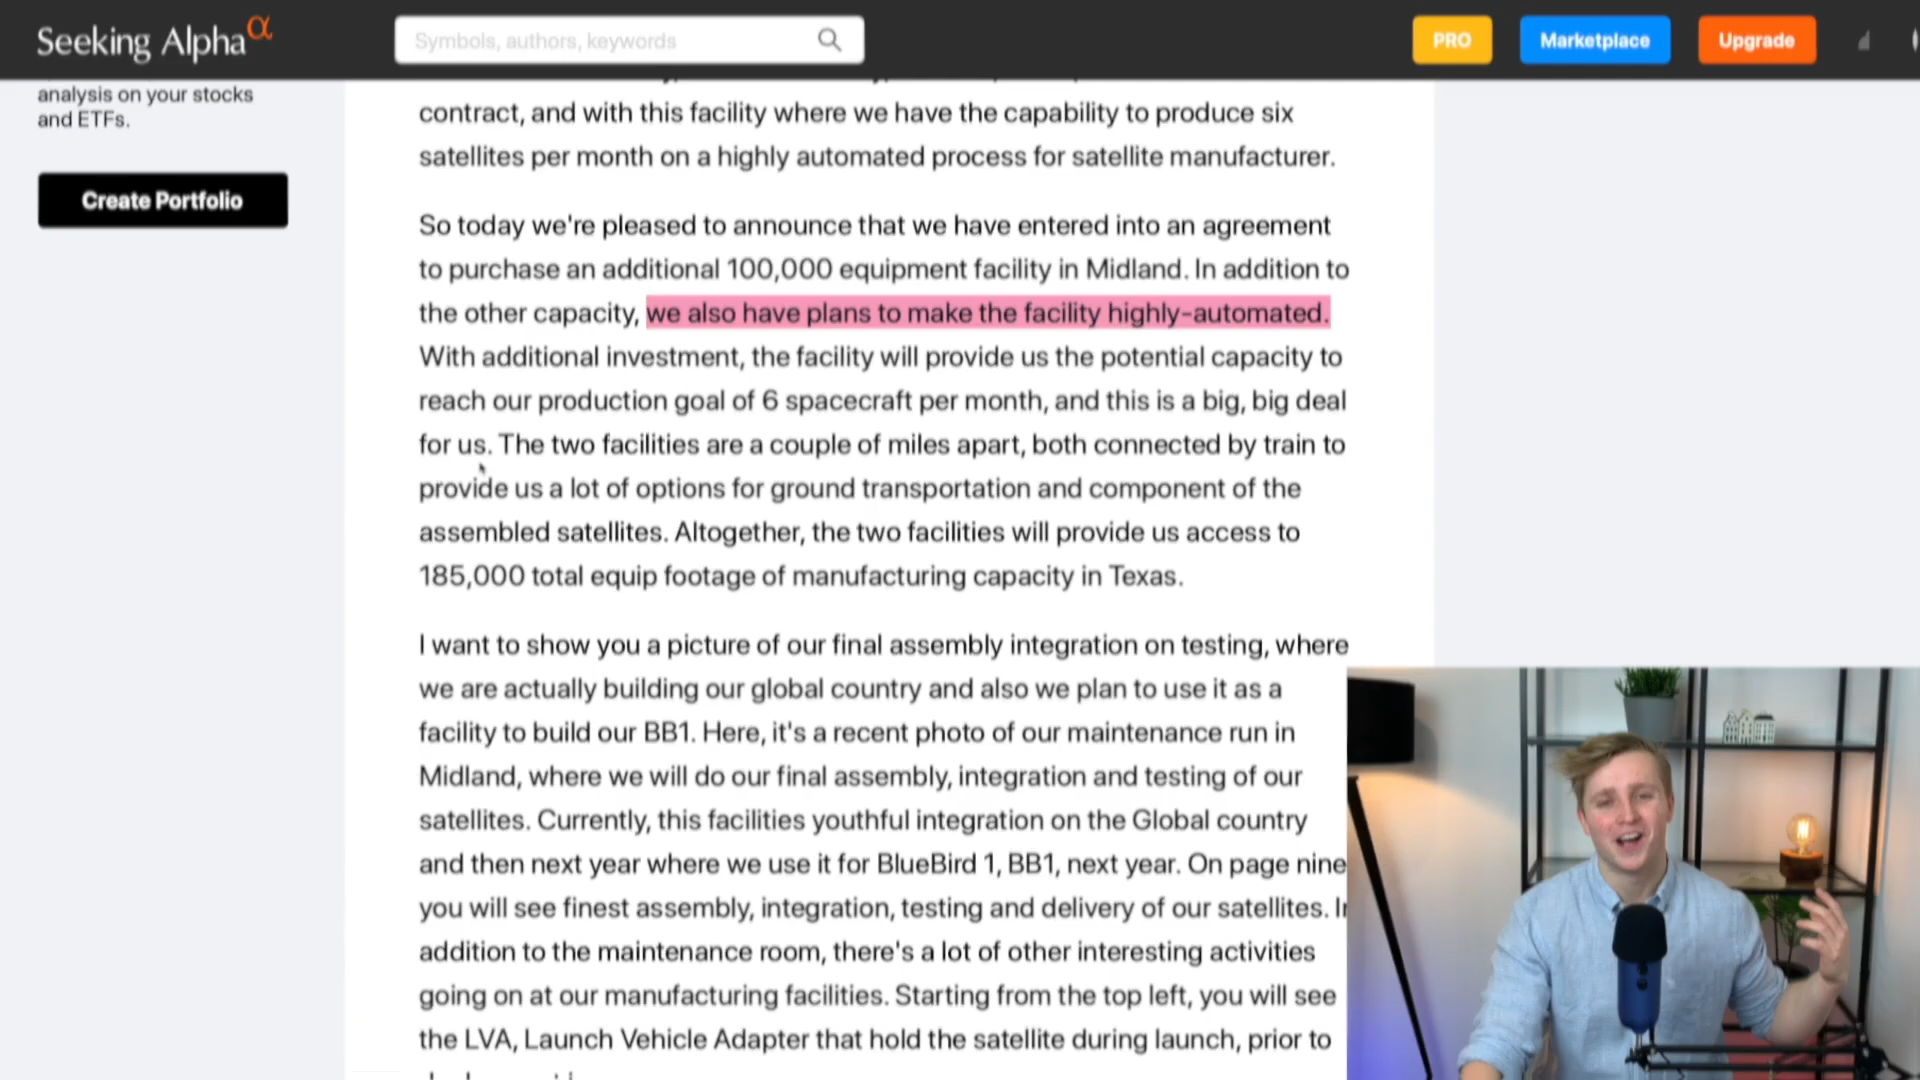 Seeking Alpha α
Symbols, authors, keywords
PRO
Marketplace
Upgrade
analysis on your stocks
and ETFs.
Create Portfolio
contract, and with this facility where we have the capability to produce six
satellites per month on a highly automated process for satellite manufacturer.
So today we're pleased to announce that we have entered into an agreement
to purchase an additional 100,000 equipment facility in Midland. In addition to
the other capacity, we also have plans to make the facility highly-automated.
With additional investment, the facility will provide us the potential capacity to
reach our production goal of 6 spacecraft per month, and this is a big, big deal
for us. The two facilities are a couple of miles apart, both connected by train to
provide us a lot of options for ground transportation and component of the
assembled satellites. Altogether, the two facilities will provide us access to
185,000 total equip footage of manufacturing capacity in Texas.
I want to show you a picture of our final assembly integration on testing, where
we are actually building our global country and also we plan to use it as a
facility to build our BB1. Here, it's a recent photo of our maintenance run in
Midland, where we will do our final assembly, integration and testing of our
satellites. Currently, this facilities youthful integration on the Global country
and then next year where we use it for BlueBird 1, BB1, next year. On page nine
you will see finest assembly, integration, testing and delivery of our satellites.
addition to the maintenance room, there's a lot of other interesting activities
going on at our manufacturing facilities. Starting from the top left, you will see
the LVA, Launch Vehicle Adapter that hold the satellite during launch, prior to